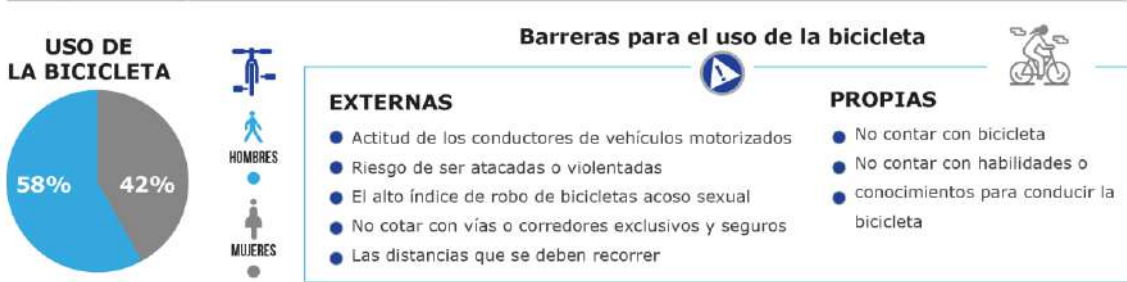 USO DE
LA BICICLETA
58%
42%
HOMBRES
MUJERES
Barreras para el uso de la bicicleta
EXTERNAS
Actitud de los conductores de vehículos motorizados
Riesgo de ser atacadas o violentadas
El alto índice de robo de bicicletas acoso sexual
No cotar con vías o corredores exclusivos y seguros
Las distancias que se deben recorrer
PROPIAS
No contar con bicicleta
No contar con habilidades o
conocimientos para conducir la
bicicleta